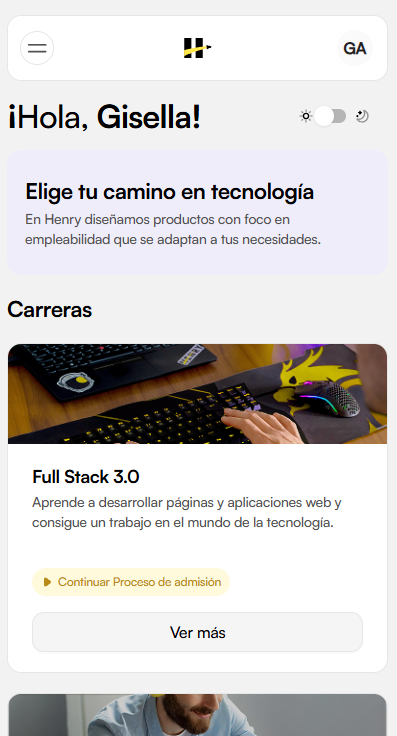 GA
¡Hola, Gisella!
Elige tu camino en tecnología
En Henry diseñamos productos con foco en
empleabilidad que se adaptan a tus necesidades.
Carreras
Full Stack 3.0
Aprende a desarrollar páginas y aplicaciones web y
consigue un trabajo en el mundo de la tecnología.
Continuar Proceso de admisión
Ver más